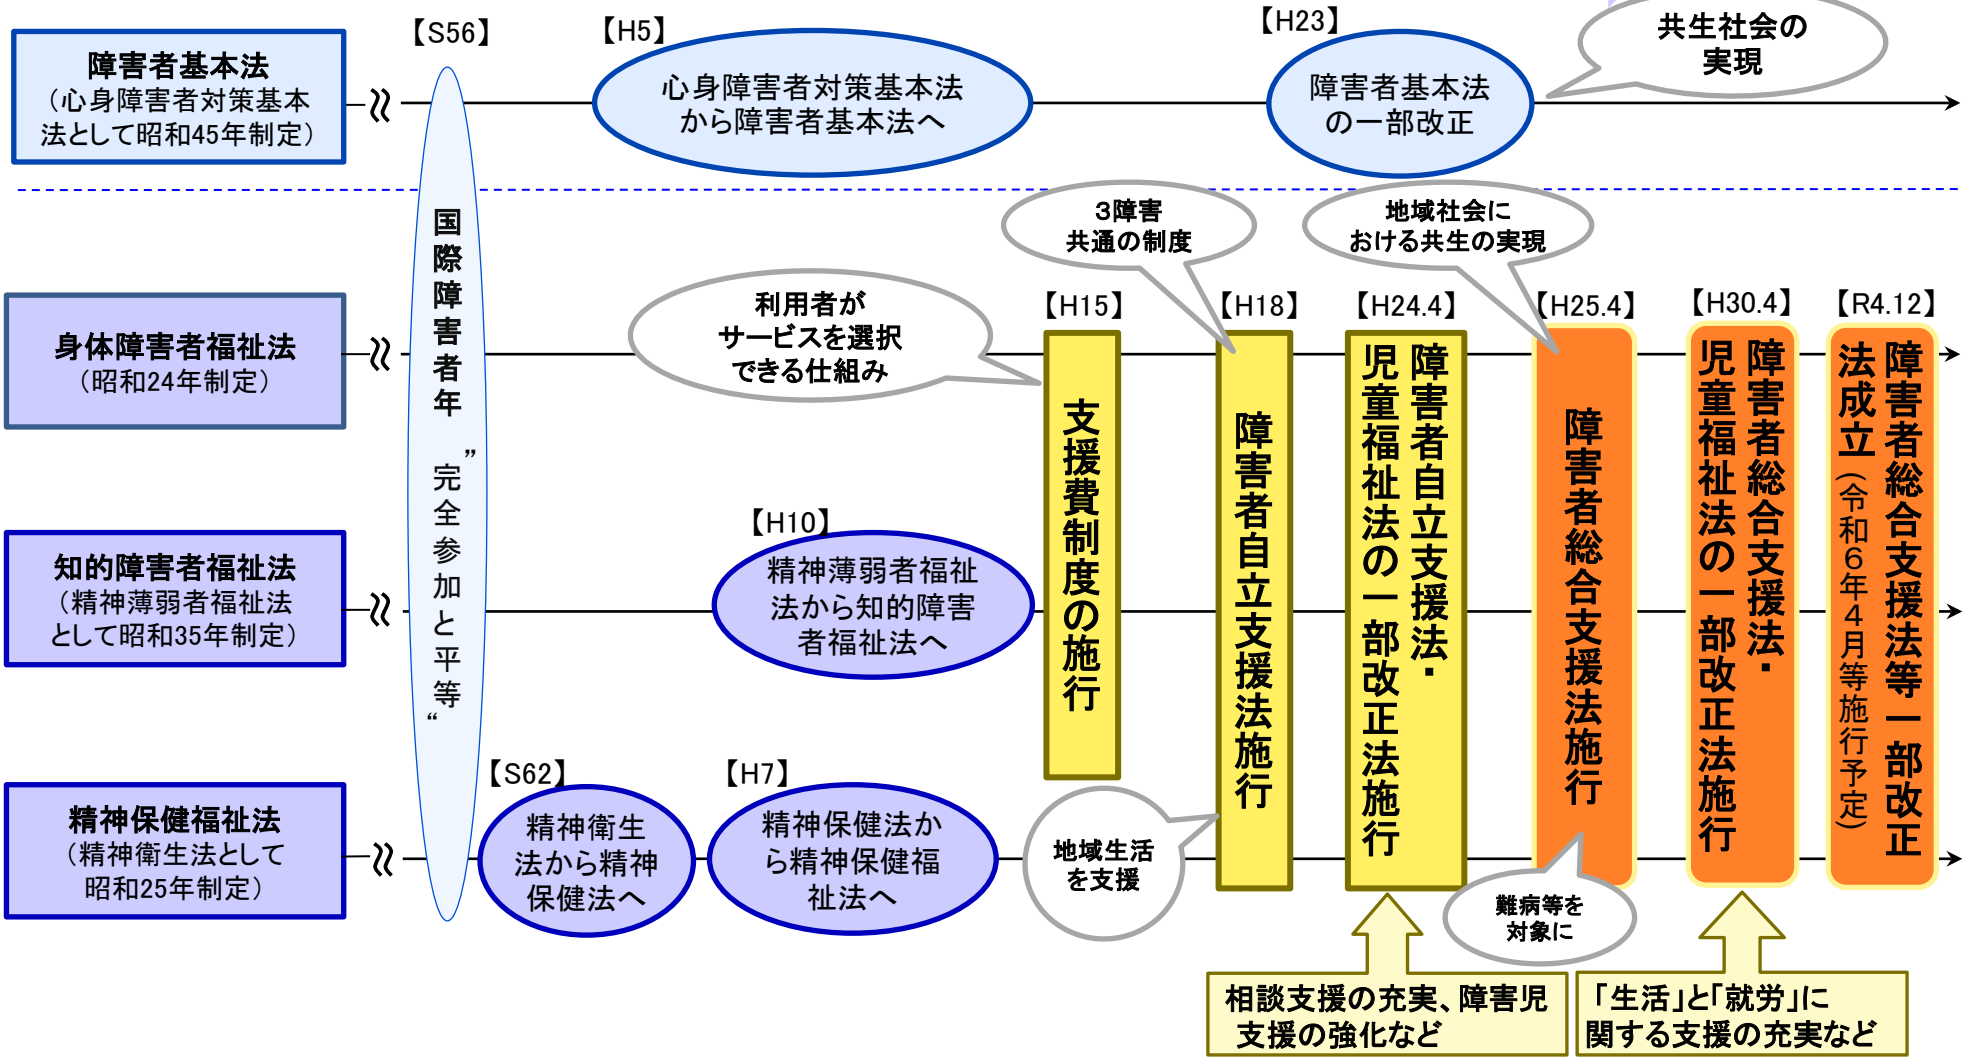 【S56】
【H5】
【H23】
共生社会の
実現
障害者基本法
（心身障害者対策基本
法として昭和45年制定）
心身障害者対策基本法
から障害者基本法へ
障害者基本法
の一部改正
国際障害者年 ”完全参加と平等“
３障害
共通の制度
地域社会に
おける共生の実現
利用者が
サービスを選択
できる仕組み
【H15】
【H18】
【H24.4】
【H25.4】
【H30.4】
【R4.12】
身体障害者福祉法
（昭和24年制定）
支援費制度の施行
障害者自立支援法施行
障害者自立支援法・
児童福祉法の一部改正法施行
障害者総合支援法施行
障害者総合支援法・
児童福祉法の一部改正法施行
障害者総合支援法等一部改正
法成立（令和６年４月等施行予定）
【H10】
知的障害者福祉法
（精神薄弱者福祉法
として昭和35年制定）
精神薄弱者福祉
法から知的障害
者福祉法へ
【S62】
【H7】
精神保健福祉法
（精神衛生法として
昭和25年制定）
精神衛生
法から精神
保健法へ
精神保健法か
ら精神保健福
祉法へ
地域生活
を支援
難病等を
対象に
相談支援の充実、障害児
支援の強化など
「生活」と「就労」に
関する支援の充実など